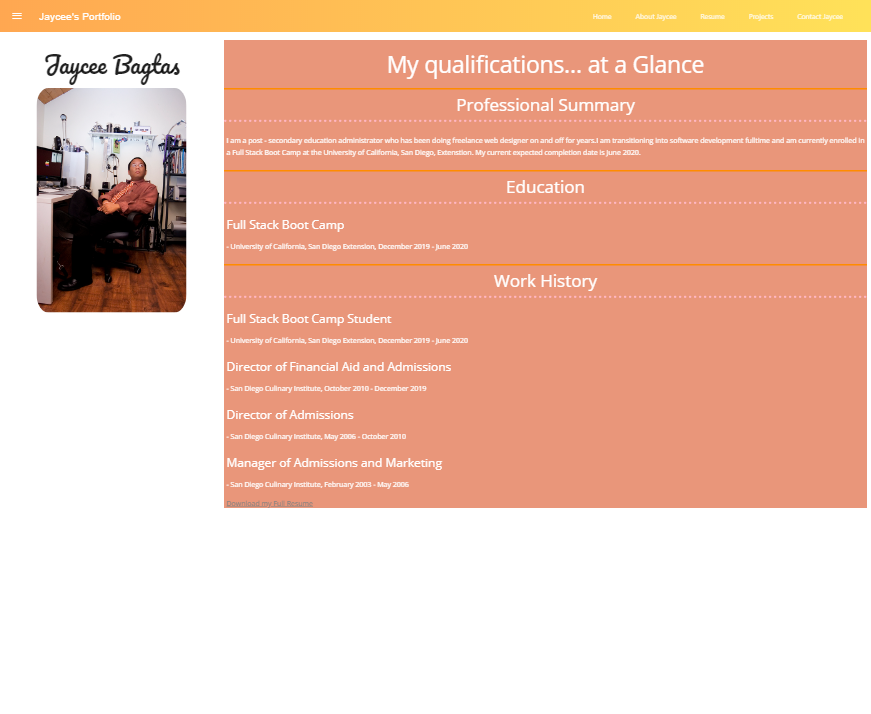 Jaycee's Portfolio
Home About Jaycee Resume Projects Contact Jaycee
Jaycee Bagtas
My qualifications... at a Glance
Professional Summary
I am a post - secondary education administrator who has been doing freelance web designer on and off for years.I am transitioning into software development fulltime and am currently enrolled in
a Full Stack Boot Camp at the University of California, San Diego, Extenstion. My current expected completion date is June 2020.
Education
Full Stack Boot Camp
- University of California, San Diego Extension, December 2019 - June 2020
Work History
Full Stack Boot Camp Student
- University of California, San Diego Extension, December 2019 - June 2020
Director of Financial Aid and Admissions
- San Diego Culinary Institute, October 2010 - December 2019
Director of Admissions
- San Diego Culinary Institute, May 2006 - October 2010
Manager of Admissions and Marketing
- San Diego Culinary Institute, February 2003 - May 2006
Download my Full Resume